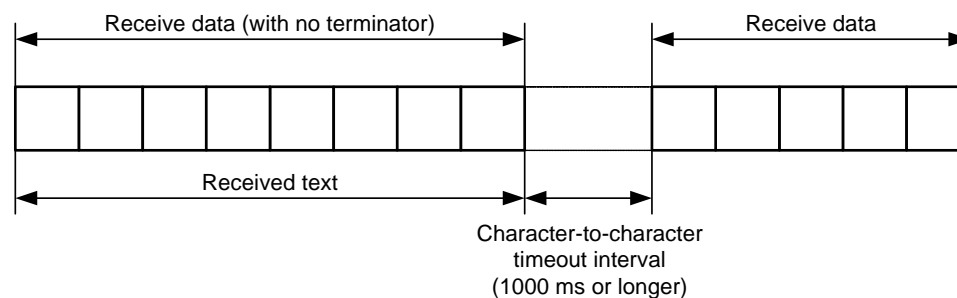 Receive data (with no terminator)
Receive data
Received text
Character-to-character
timeout interval
(1000 ms or longer)